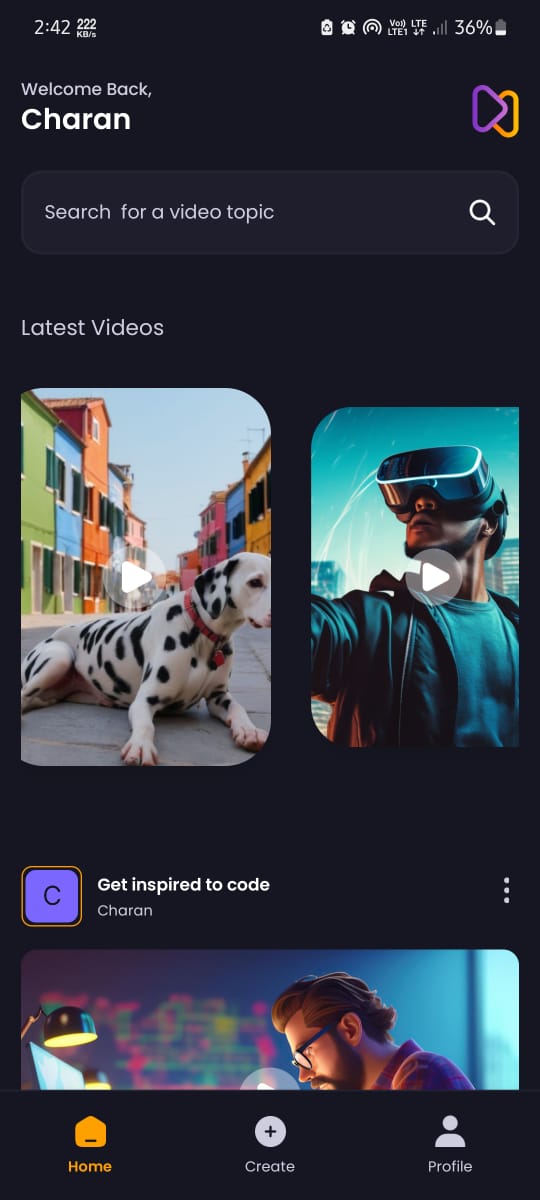 2:42 222 KB/s Vo) LTE1 LTE 36%
Welcome Back,
Charan
Search for a video topic
Latest Videos
C
Get inspired to code
Charan
Home
Create
Profile